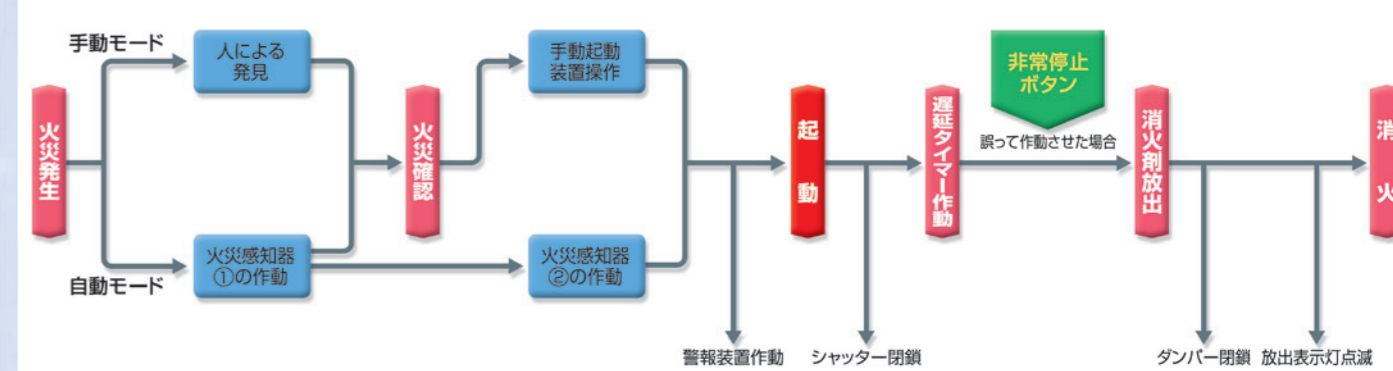 手動モード
人による
発見
手動起動
装置操作
非常停止
ボタン
火災発生
火災確認
起動
遅延タイマー作動
誤って作動させた場合
消火剤放出
消火
火災感知器
①の作動
火災感知器
②の作動
自動モード
警報装置作動
シャッター閉鎖
ダンパー閉鎖
放出表示灯点滅